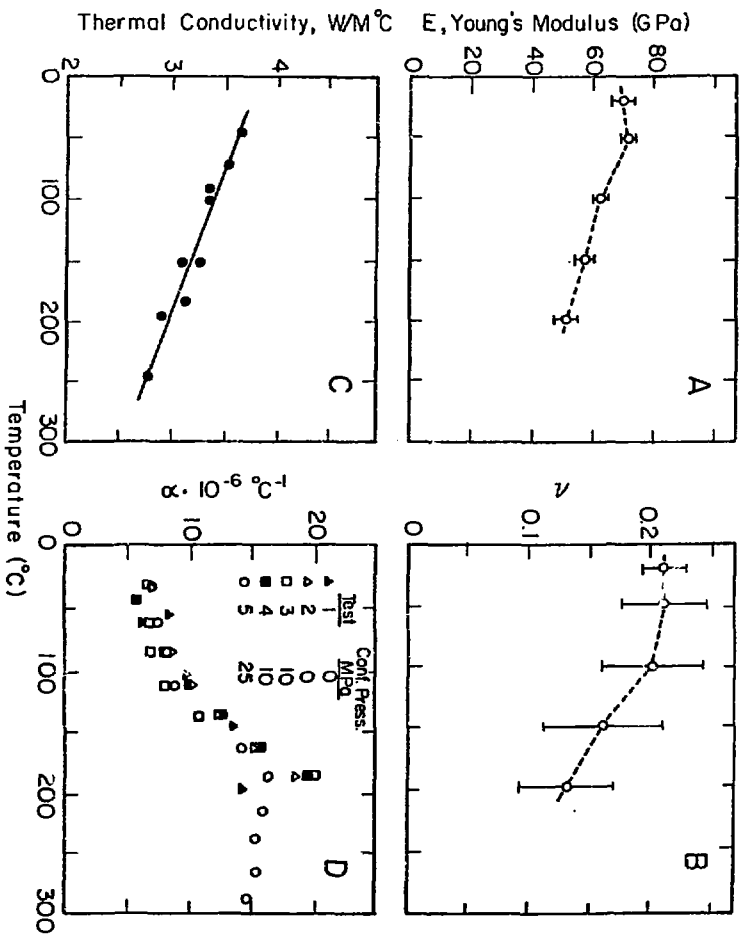 E, Young's Modulus (GPa)
0
20
40
60
80
A
ν
0
0.1
0.2
B
Thermal Conductivity, W/M°C
2
3
4
0
100
200
300
C
α · 10⁻⁶ °C⁻¹
0
10
20
0
100
200
300
D
Test
Conf. Press. MPa
1 0
2 0
3 10
4 10
5 25
Temperature (°C)